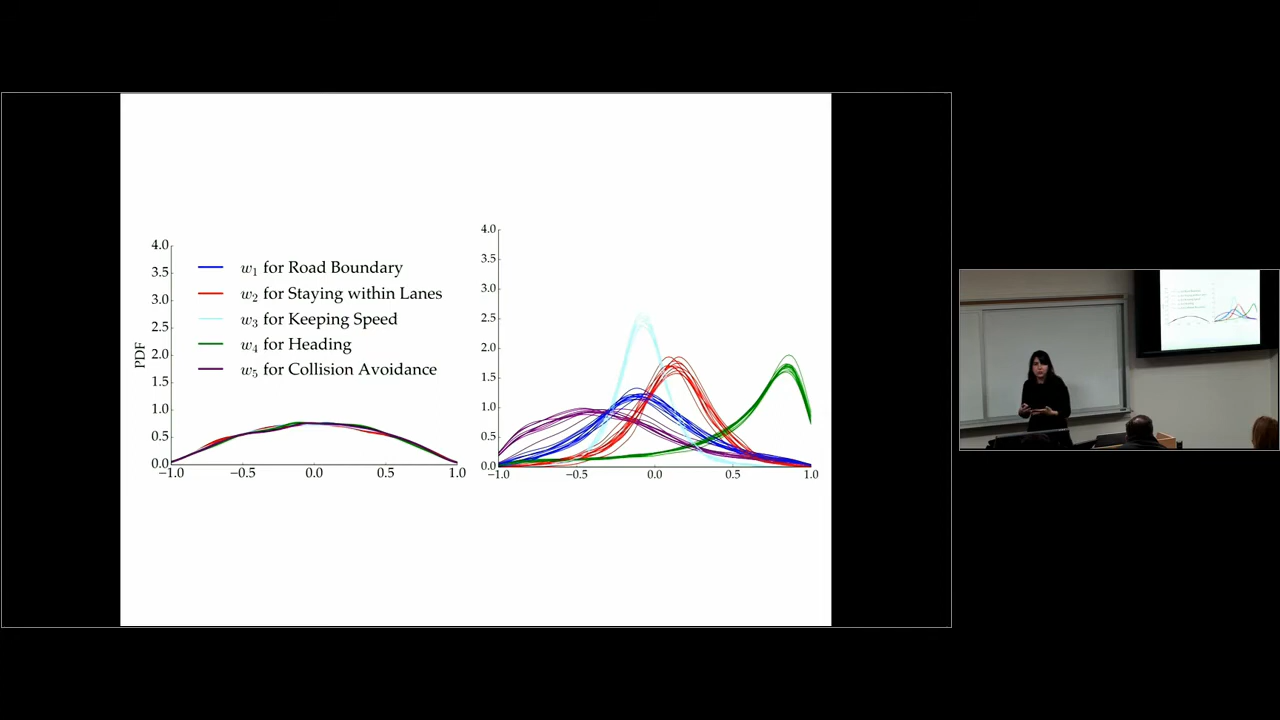 4.0
3.5
3.0
2.5
2.0
1.5
1.0
0.5
0.0
PDF
−1.0 −0.5 0.0 0.5 1.0
w1 for Road Boundary
w2 for Staying within Lanes
w3 for Keeping Speed
w4 for Heading
w5 for Collision Avoidance
4.0
3.5
3.0
2.5
2.0
1.5
1.0
0.5
0.0
−1.0 −0.5 0.0 0.5 1.0